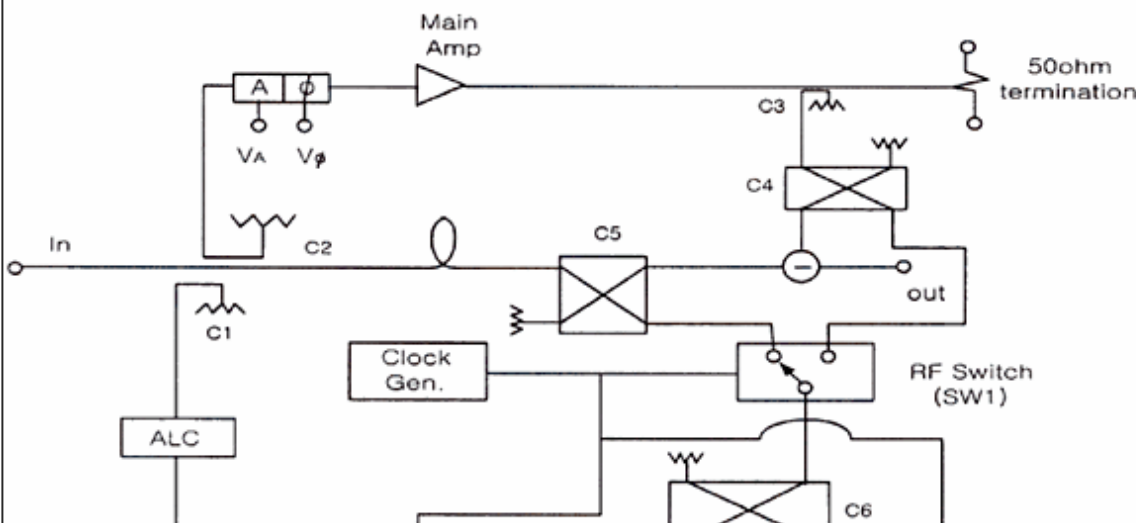 Main
Amp
A
Φ
VA
Vφ
C3
50ohm
termination
C4
In
C2
C5
−
out
C1
Clock
Gen.
RF Switch
(SW1)
ALC
C6